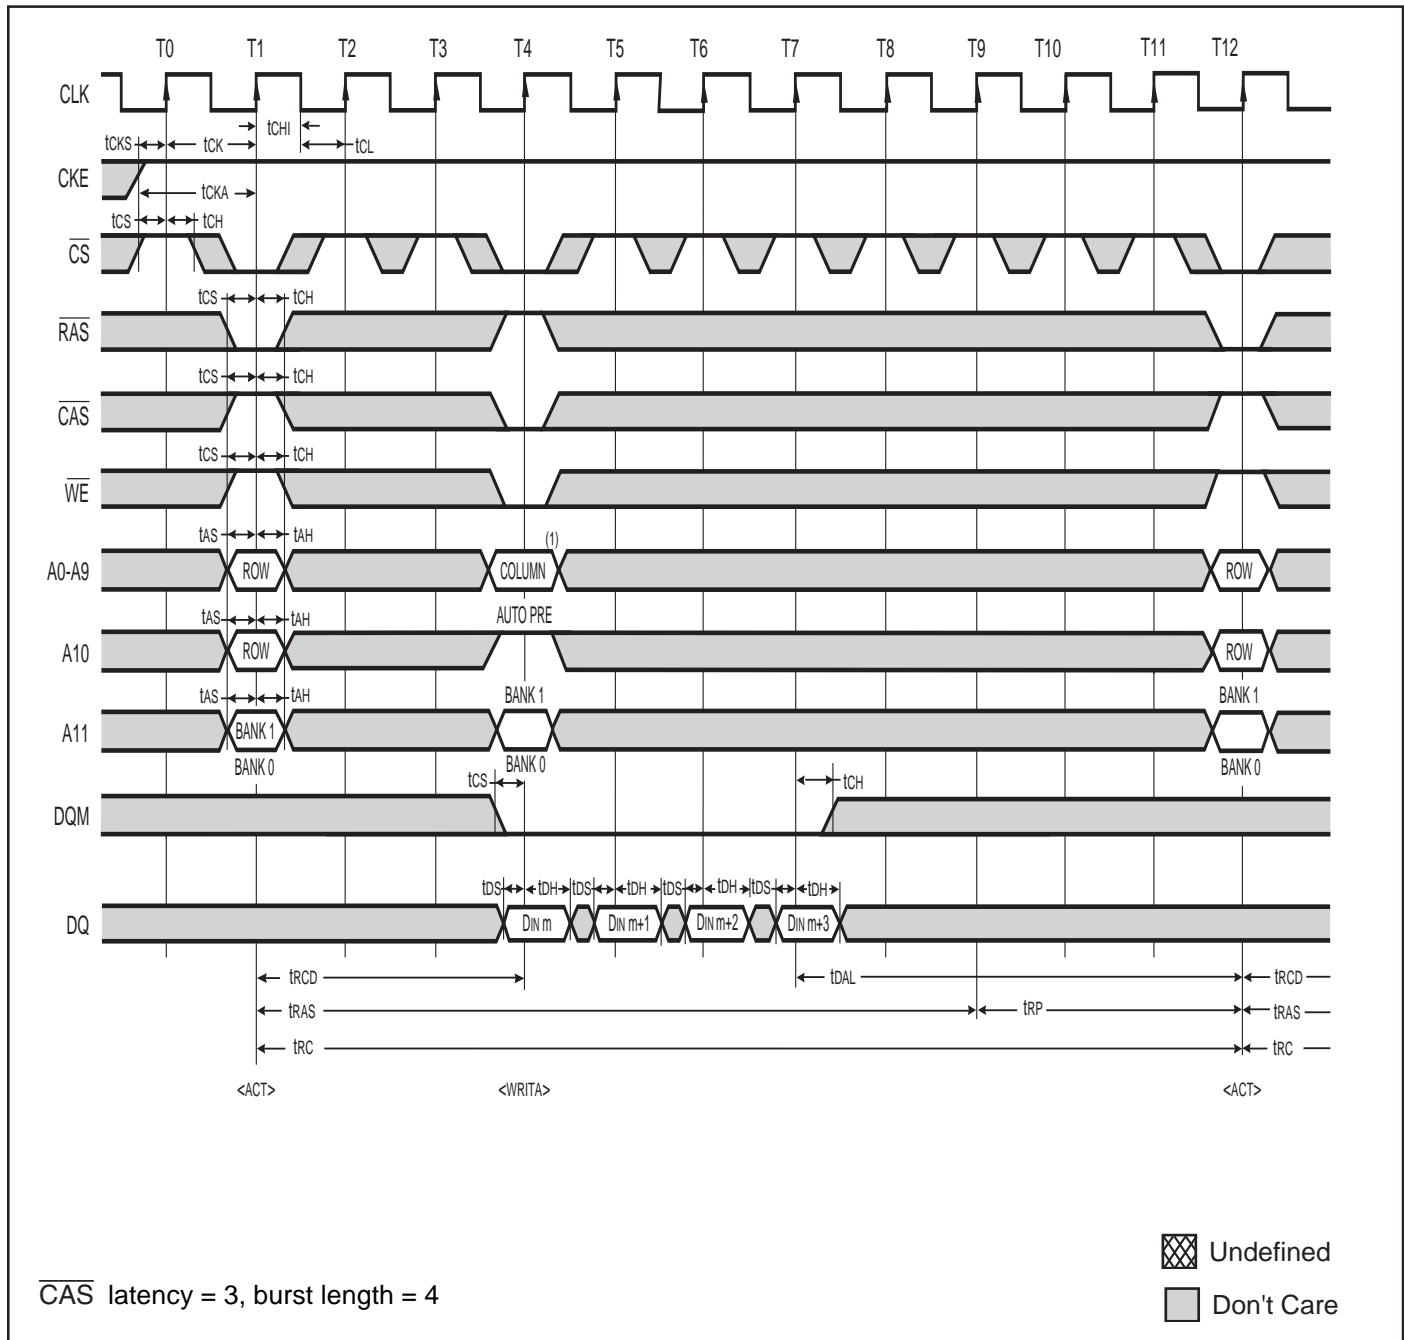 T0 T1 T2 T3 T4 T5 T6 T7 T8 T9 T10 T11 T12
CLK
tCHI
tCKS tCK tCL
CKE
tCKA
tCS tCH
CS
tCS tCH
RAS
tCS tCH
CAS
tCS tCH
WE
tAS tAH (1)
A0-A9 ROW COLUMN ROW
tAS tAH AUTO PRE
A10 ROW ROW
tAS tAH BANK 1 BANK 1
A11 BANK 1
BANK 0 BANK 0 BANK 0
tCS tCH
DQM
tDS tDH tDS tDH tDS tDH tDS tDH
DQ DIN m DIN m+1 DIN m+2 DIN m+3
tRCD tDAL tRCD
tRAS tRP tRAS
tRC tRC
<ACT> <WRITA> <ACT>
Undefined
CAS latency = 3, burst length = 4
Don't Care